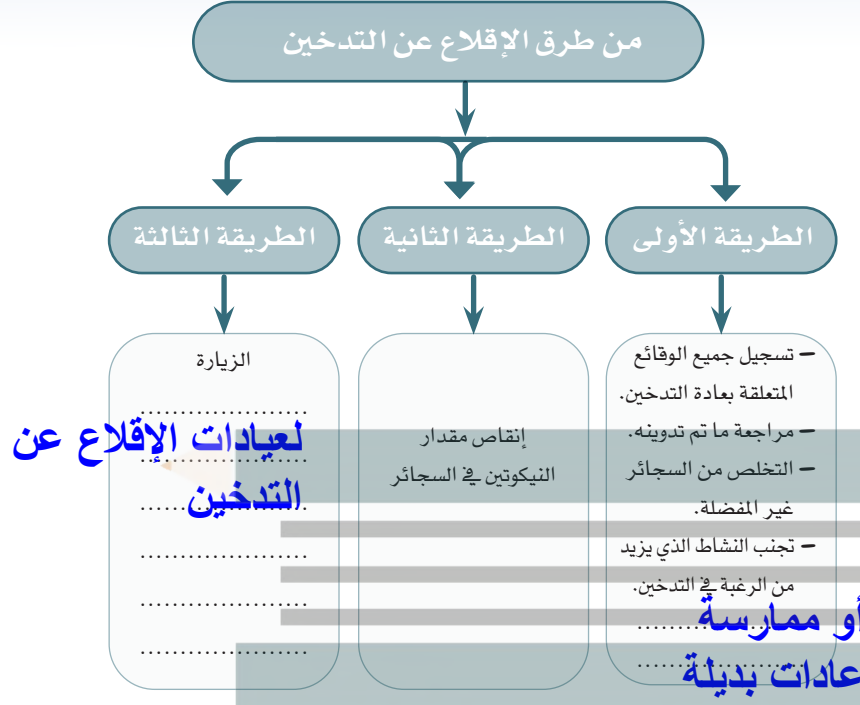 من طرق الإقلاع عن التدخين
الطريقة الأولى
الطريقة الثانية
الطريقة الثالثة
– تسجيل جميع الوقائع
المتعلقة بعادة التدخين.
– مراجعة ما تم تدوينه.
– التخلص من السجائر
غير المفضلة.
– تجنب النشاط الذي يزيد
من الرغبة في التدخين.
أو ممارسة
عادات بديلة
إنقاص مقدار
النيكوتين في السجائر
الزيارة
لعيادات الإقلاع عن
التدخين